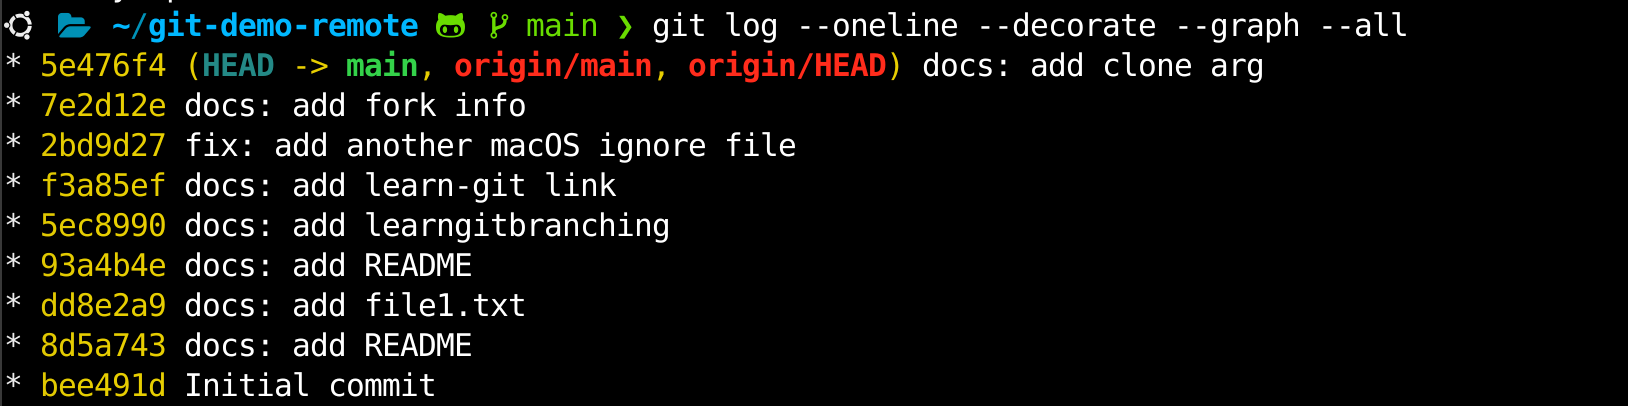 ~/git-demo-remote main ❯ git log --oneline --decorate --graph --all
* 5e476f4 (HEAD -> main, origin/main, origin/HEAD) docs: add clone arg
* 7e2d12e docs: add fork info
* 2bd9d27 fix: add another macOS ignore file
* f3a85ef docs: add learn-git link
* 5ec8990 docs: add learngitbranching
* 93a4b4e docs: add README
* dd8e2a9 docs: add file1.txt
* 8d5a743 docs: add README
* bee491d Initial commit